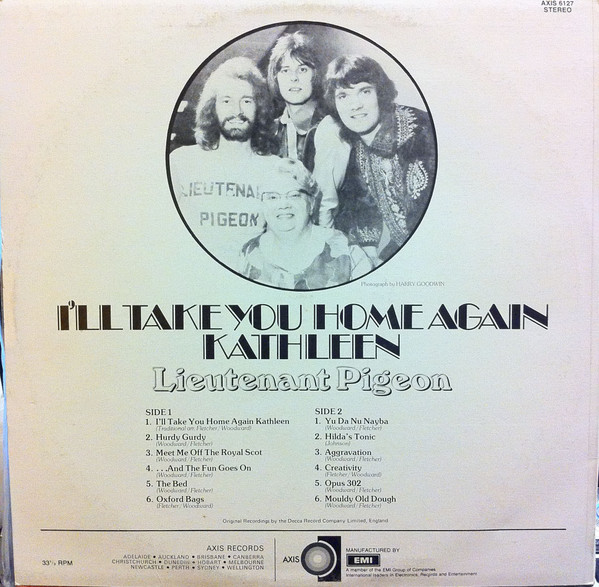 AXIS 6127
STEREO
LIEUTENA
PIGEON
Photograph by HARRY GOODWIN
I'LL TAKE YOU HOME AGAIN
KATHLEEN
Lieutenant Pigeon
SIDE 1
1. I'll Take You Home Again Kathleen
(Traditional arr. Fletcher / Woodward)
2. Hurdy Gurdy
(Woodward / Fletcher)
3. Meet Me Off The Royal Scot
(Woodward / Fletcher)
4. . . .And The Fun Goes On
(Woodward / Fletcher)
5. The Bed
(Woodward / Fletcher)
6. Oxford Bags
(Fletcher / Woodward)
SIDE 2
1. Yu Da Nu Nayba
(Woodward / Fletcher)
2. Hilda's Tonic
(Johnson)
3. Aggravation
(Woodward / Fletcher)
4. Creativity
(Fletcher / Woodward)
5. Opus 302
(Woodward / Fletcher)
6. Mouldy Old Dough
(Woodward / Fletcher)
Original Recordings by the Decca Record Company Limited, England
33⅓ RPM
AXIS RECORDS
ADELAIDE • AUCKLAND • BRISBANE • CANBERRA
CHRISTCHURCH • DUNEDIN • HOBART • MELBOURNE
NEWCASTLE • PERTH • SYDNEY • WELLINGTON
AXIS
MANUFACTURED BY
EMI
A member of the EMI Group of Companies
International leaders in Electronics, Records and Entertainment